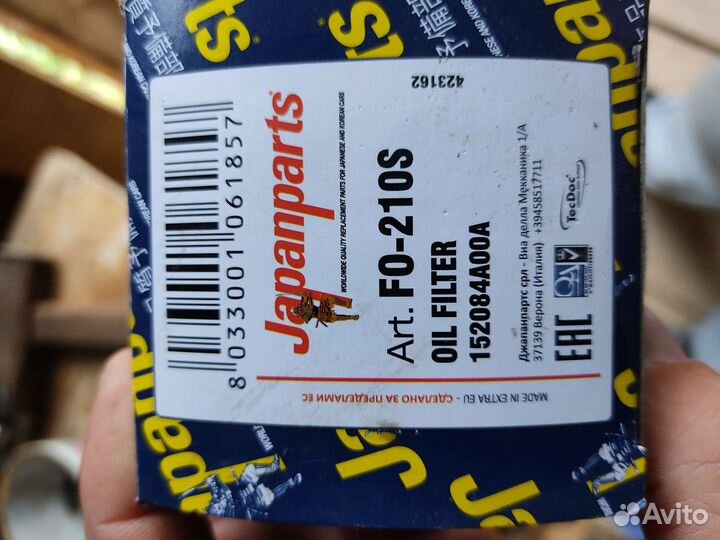 423162
Japanparts
WORLDWIDE QUALITY REPLACEMENT PARTS FOR JAPANESE AND KOREAN CARS
8 033001 061857
Art. FO-210S
OIL FILTER
152084A00A
Джапанпартс срл - Виа делла Мекканика 1/А
37139 Верона (Италия) +39458517711
EAC
TecDoc
MADE IN EXTRA EU - СДЕЛАНО ЗА ПРЕДЕЛАМИ ЕС
Avito